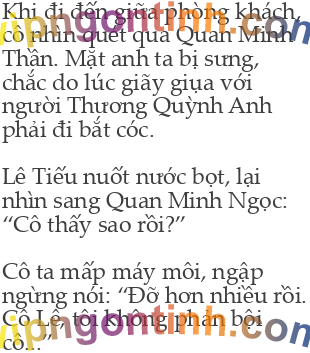 Khi đi đến giữa phòng khách,
cô nhìn quét qua Quan Minh
Thần. Mặt anh ta bị sưng,
chắc do lúc giãy giụa với
người Thương Quỳnh Anh
phải đi bắt cóc.
Lê Tiếu nuốt nước bọt, lại
nhìn sang Quan Minh Ngọc:
“Cô thấy sao rồi?”
Cô ta mấp máy môi, ngập
ngừng nói: “Đỡ hơn nhiều rồi.
Cô Lê, tôi không phản bội
cô...”
vipngontinh.com
vipngontinh.com